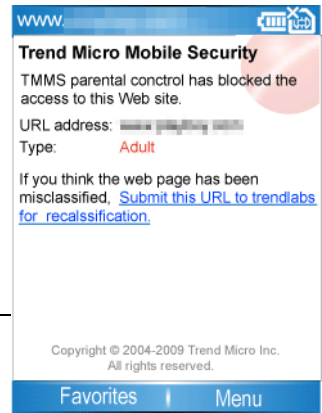 www.
Trend Micro Mobile Security
TMMS parental conctrol has blocked the
access to this Web site.
URL address:
Type: Adult
If you think the web page has been
misclassified, Submit this URL to trendlabs
for recalssification.
Copyright © 2004-2009 Trend Micro Inc.
All rights reserved.
Favorites Menu